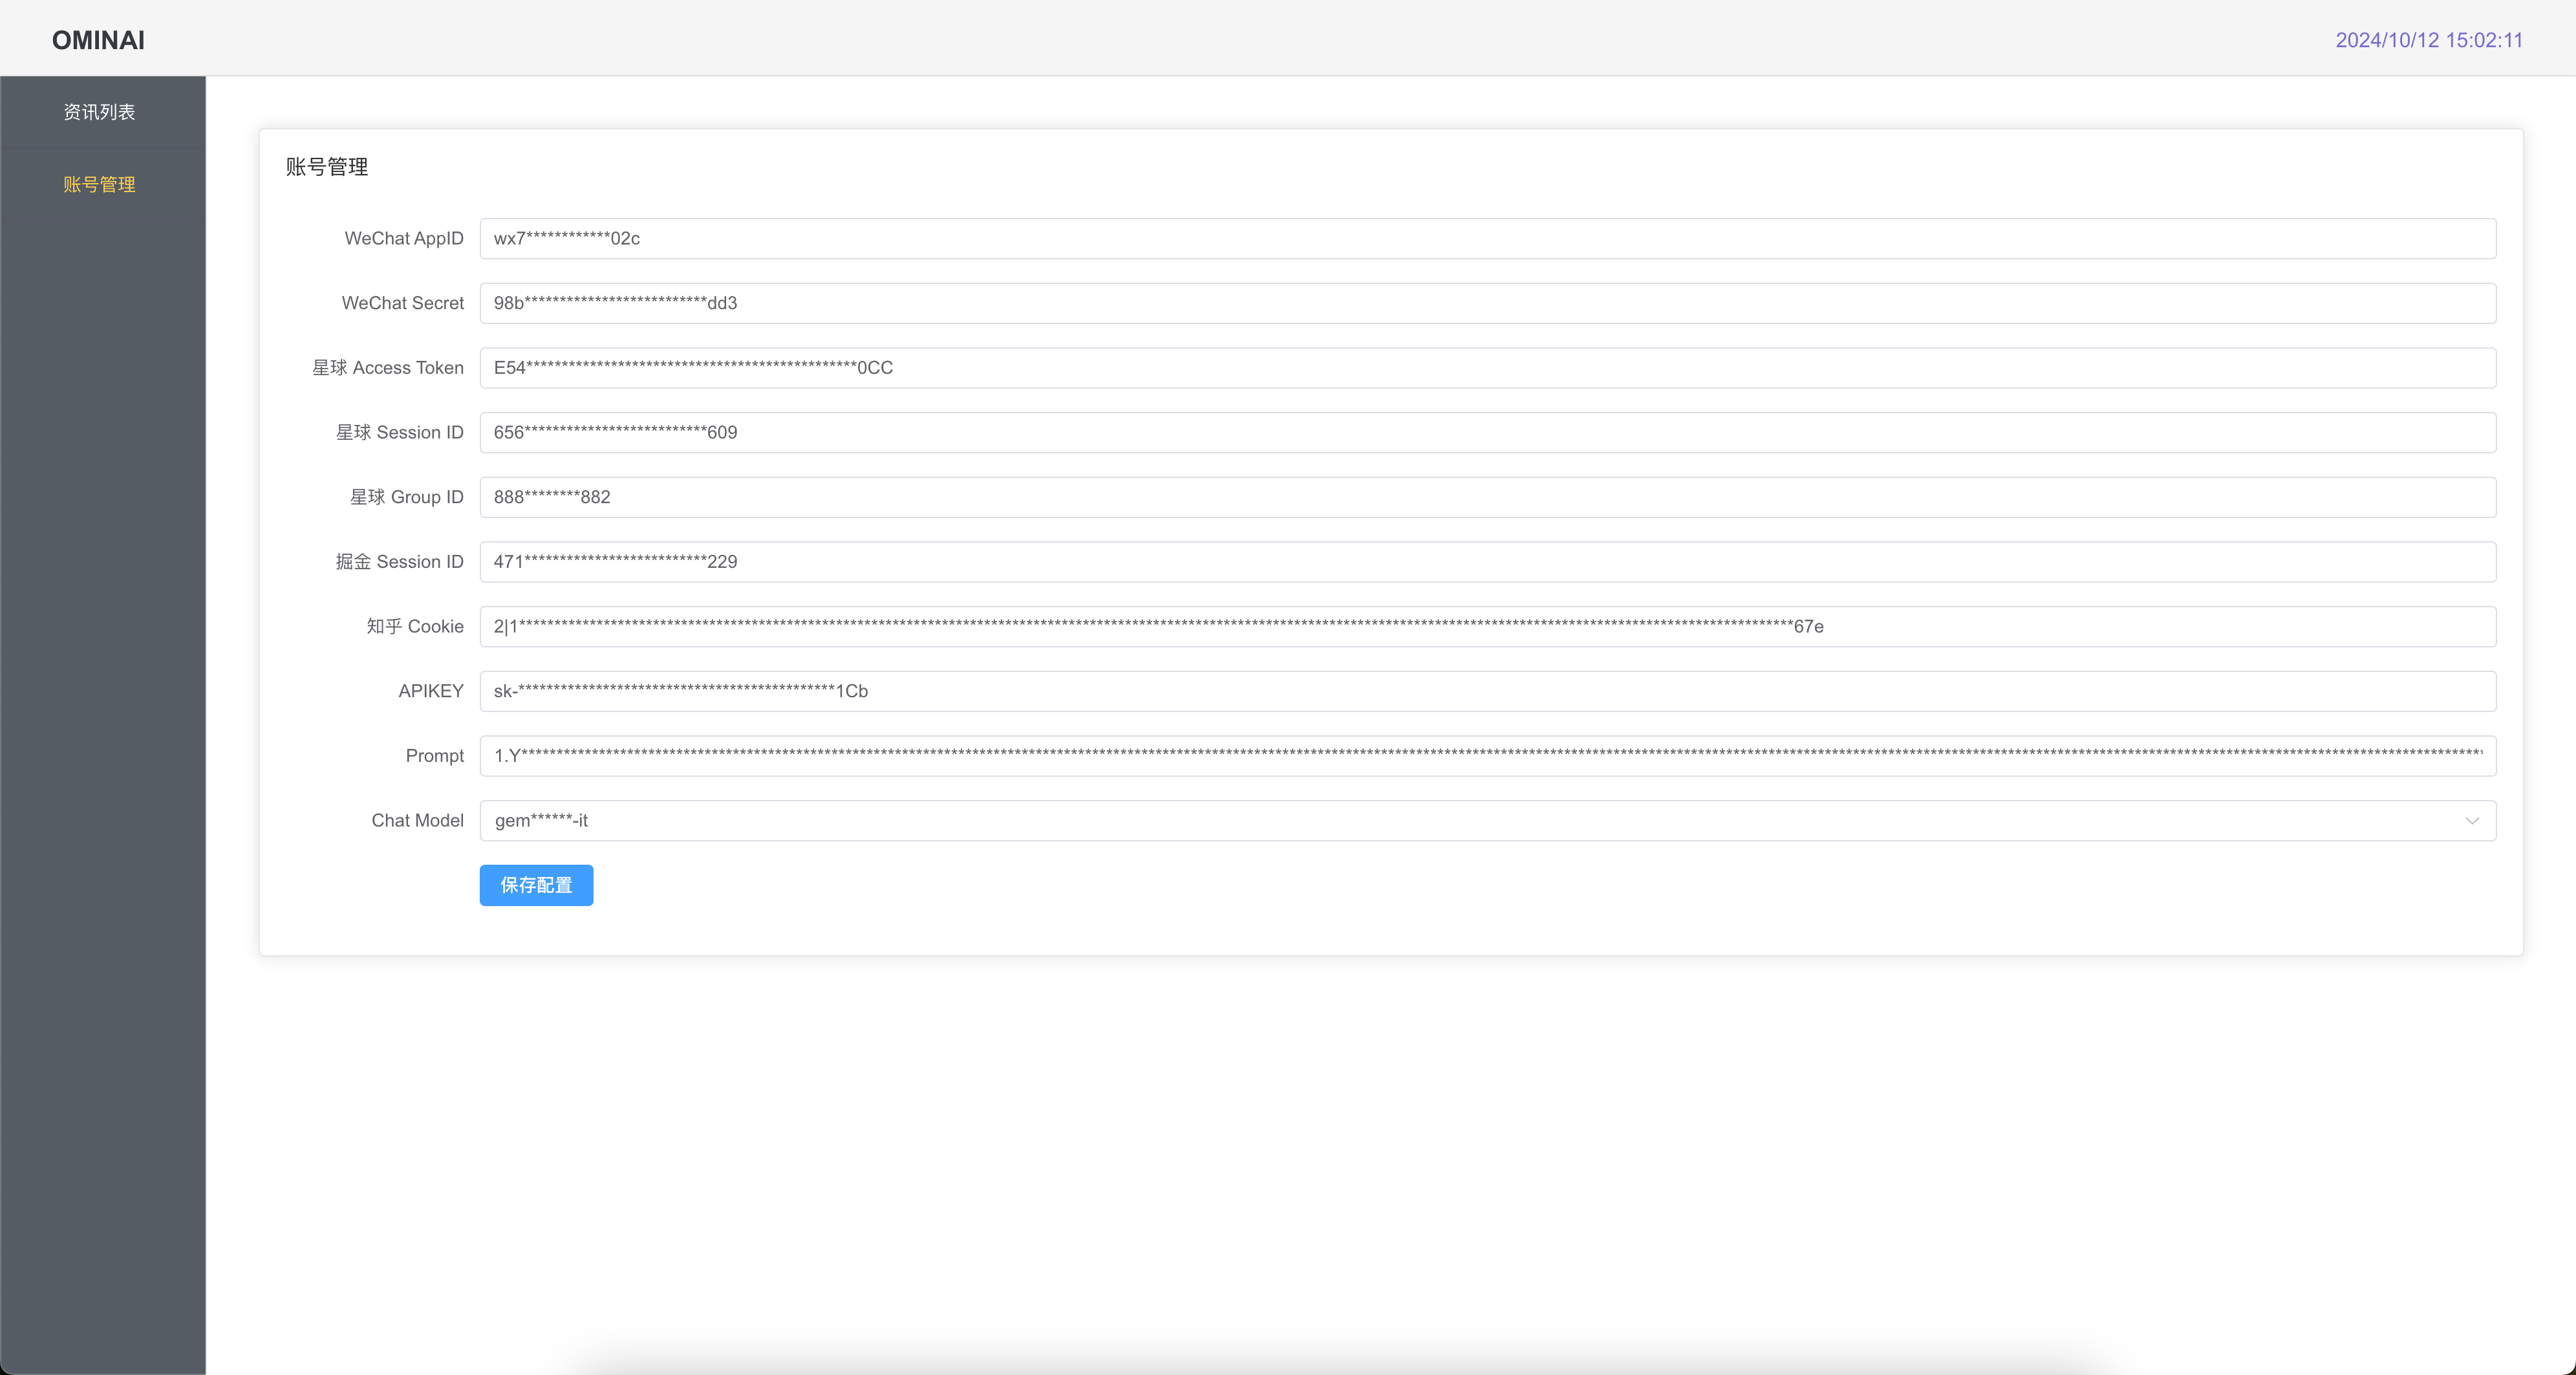 OMINAI
2024/10/12 15:02:11
资讯列表
账号管理
账号管理
WeChat AppID wx7************02c
WeChat Secret 98b**************************dd3
星球 Access Token E54***********************************************0CC
星球 Session ID 656**************************609
星球 Group ID 888********882
掘金 Session ID 471**************************229
知乎 Cookie 2|1*************************************************************************************************************************************************************************************67e
APIKEY sk-*********************************************1Cb
Prompt 1.Y***************************************************************************************************************************************************************************************************************************************************************************************
Chat Model gem******-it
保存配置